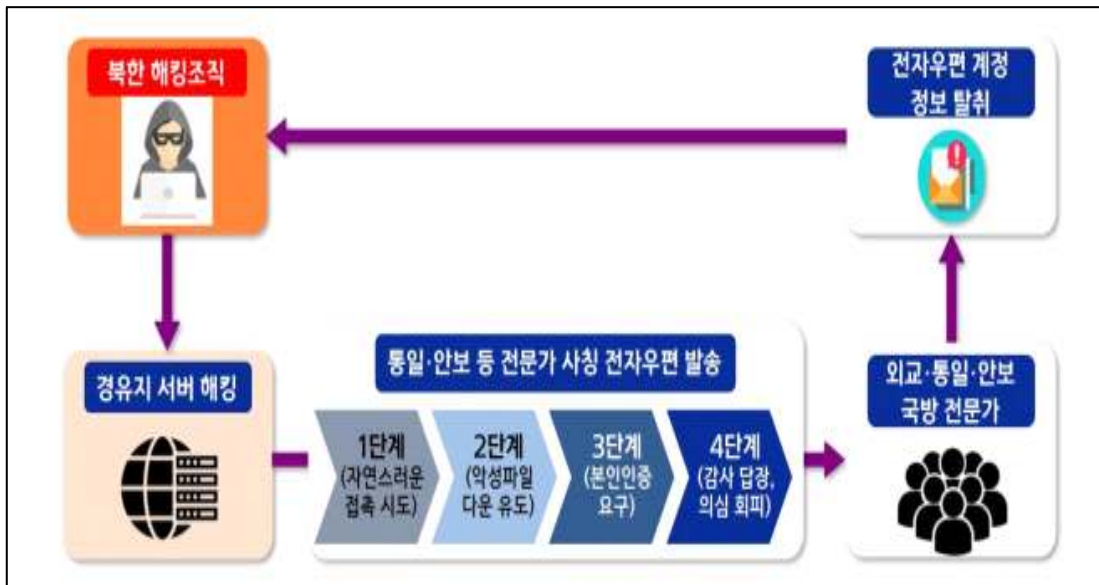 북한 해킹조직
전자우편 계정
정보 탈취
경유지 서버 해킹
통일·안보 등 전문가 사칭 전자우편 발송
1단계
(자연스러운
접촉 시도)
2단계
(악성파일
다운 유도)
3단계
(본인인증
요구)
4단계
(감사 답장,
의심 회피)
외교·통일·안보
국방 전문가